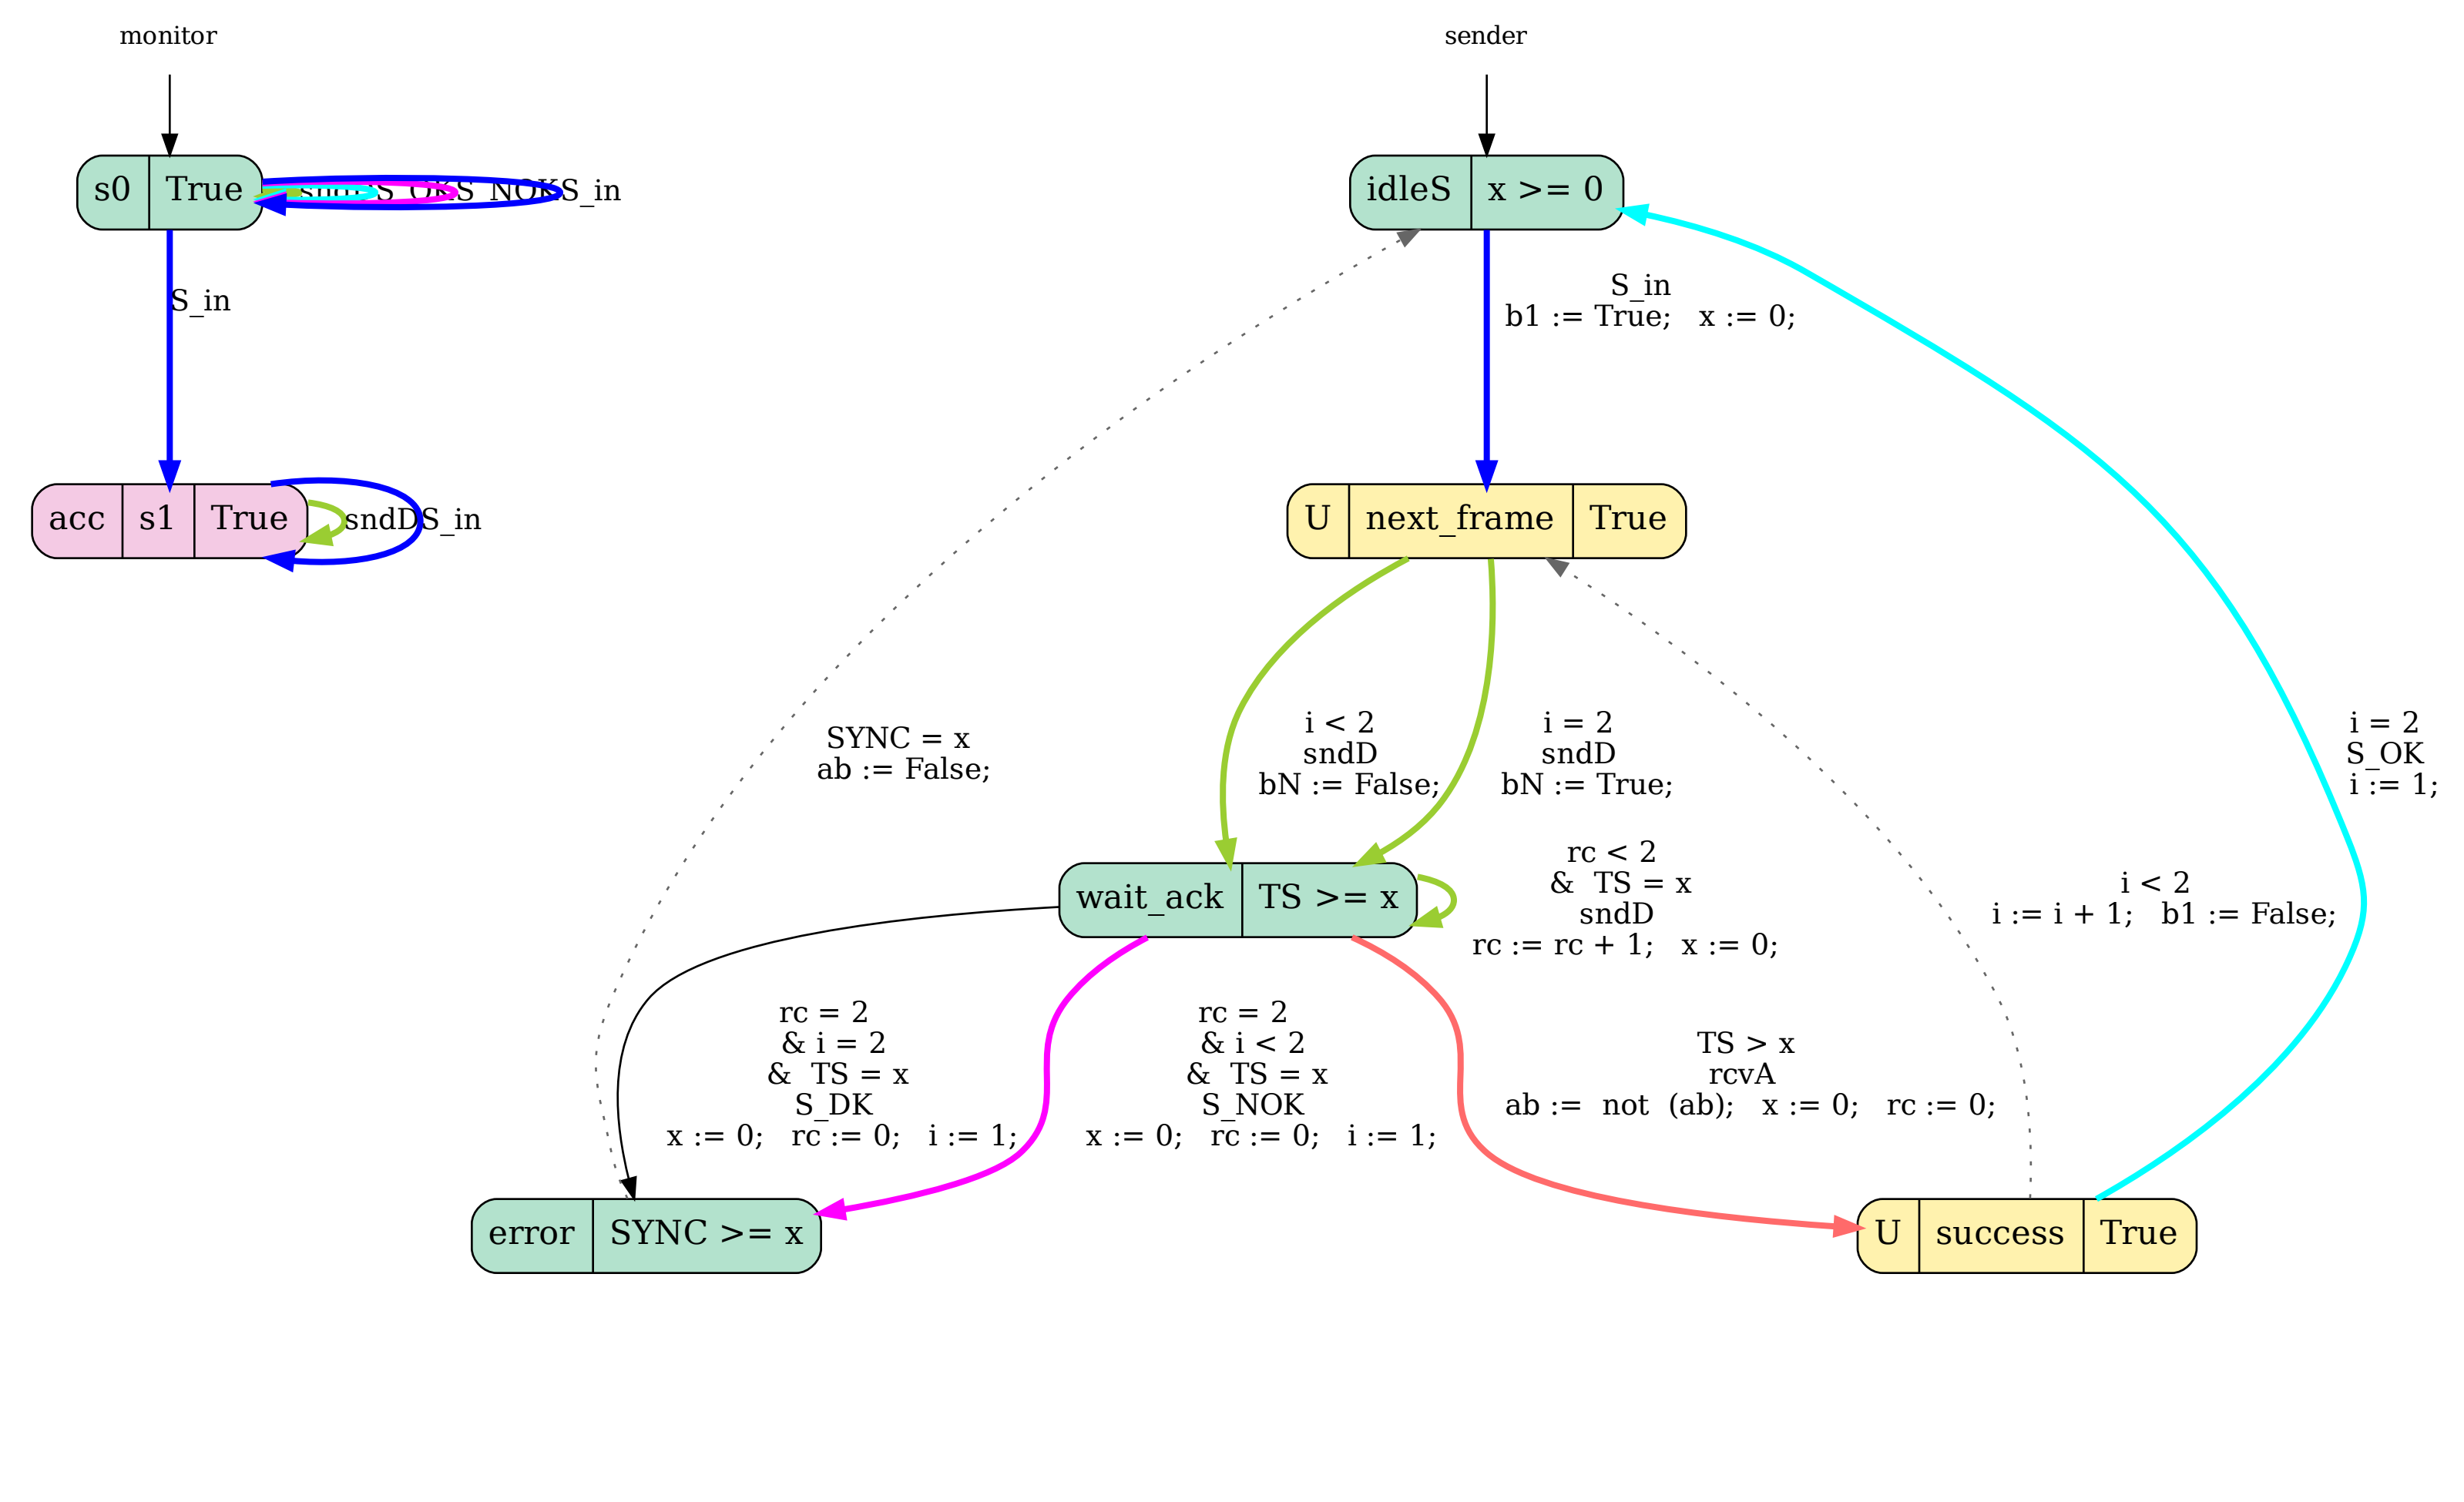 monitor
sender
s0 True
sndD S_OK S_NOK S_in
idleS x >= 0
S_in
S_in
b1 := True; x := 0;
acc s1 True
sndD S_in
U next_frame True
SYNC = x
ab := False;
i < 2
sndD
bN := False;
i = 2
sndD
bN := True;
i = 2
S_OK
i := 1;
wait_ack TS >= x
rc < 2
& TS = x
sndD
rc := rc + 1; x := 0;
i < 2
i := i + 1; b1 := False;
rc = 2
& i = 2
& TS = x
S_DK
x := 0; rc := 0; i := 1;
rc = 2
& i < 2
& TS = x
S_NOK
x := 0; rc := 0; i := 1;
TS > x
rcvA
ab := not (ab); x := 0; rc := 0;
error SYNC >= x
U success True